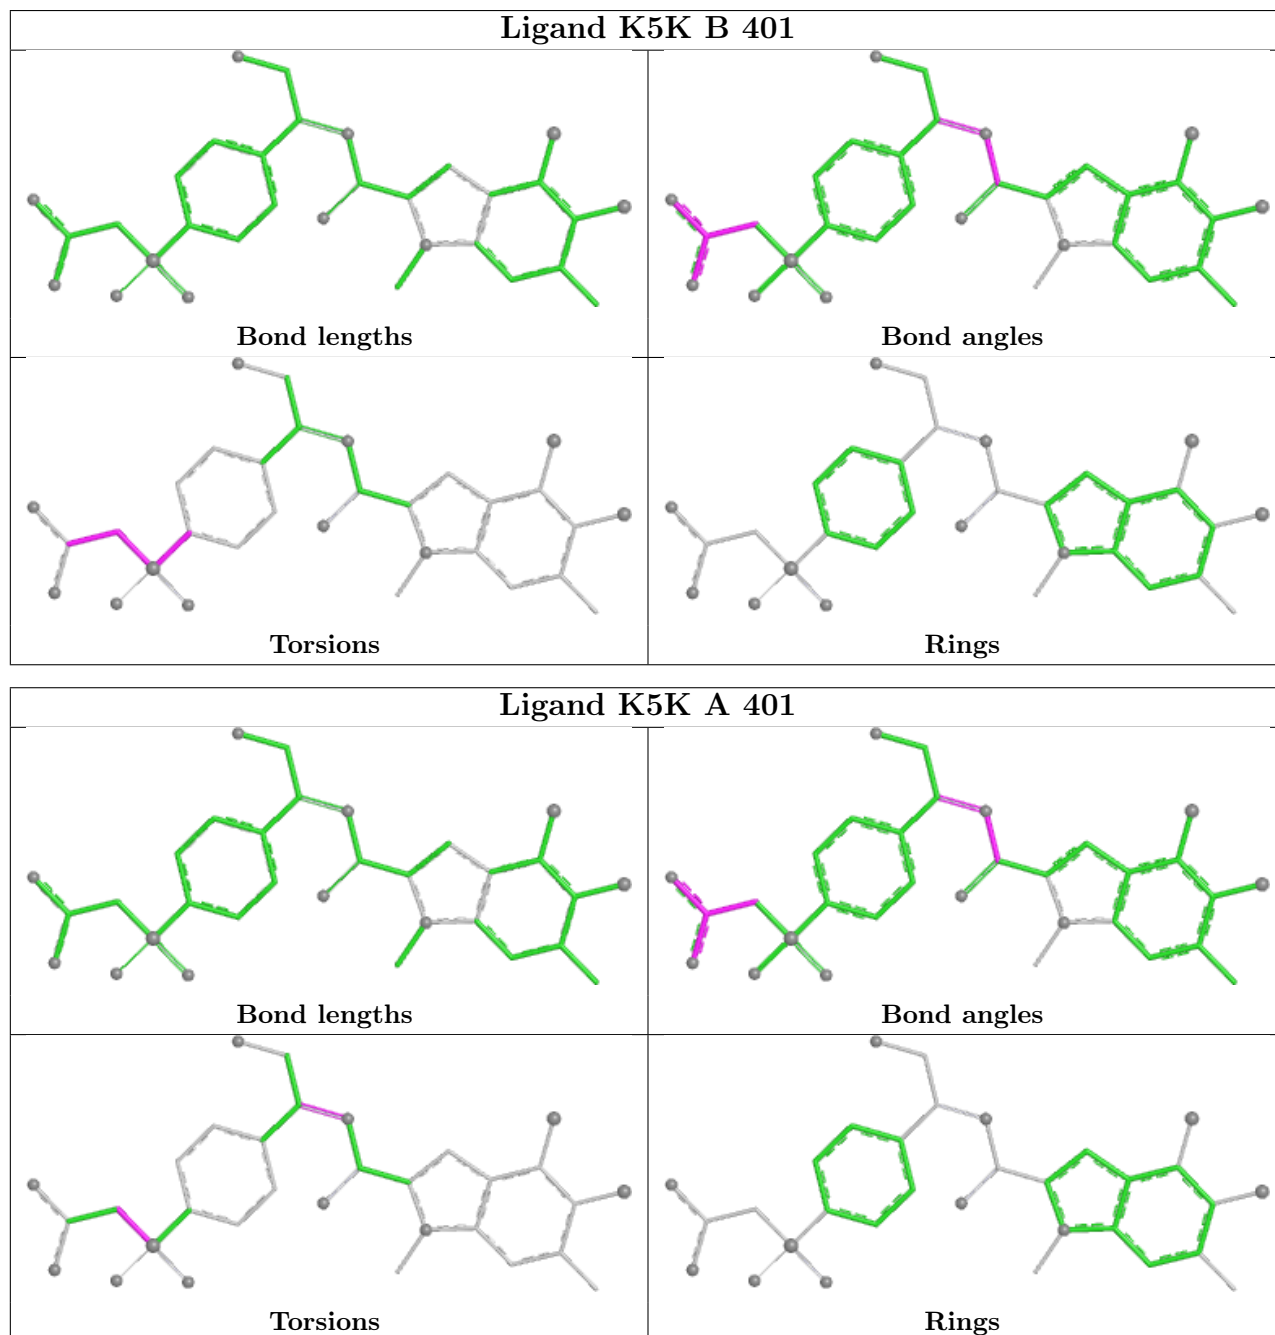 Ligand K5K B 401
Bond lengths
Bond angles
Torsions
Rings
Ligand K5K A 401
Bond lengths
Bond angles
Torsions
Rings